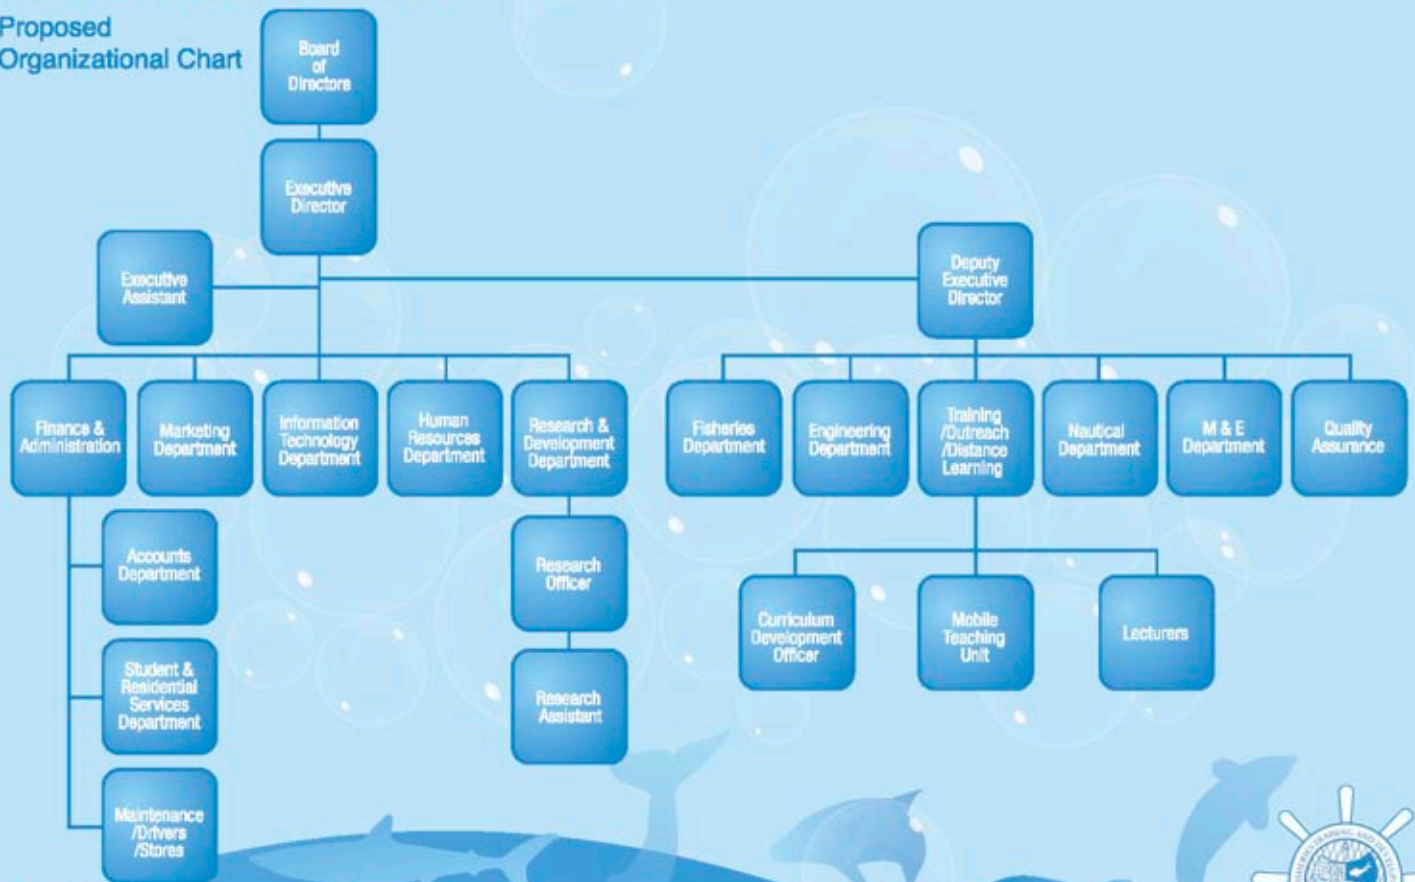 Proposed
Organizational Chart
Board
of
Directors
Executive
Director
Executive
Assistant
Deputy
Executive
Director
Finance &
Administration
Marketing
Department
Information
Technology
Department
Human
Resources
Department
Research &
Development
Department
Fisheries
Department
Engineering
Department
Training
/Outreach
/Distance
Learning
Nautical
Department
M & E
Department
Quality
Assurance
Accounts
Department
Student &
Residential
Services
Department
Maintenance
/Drivers
/Stores
Research
Officer
Research
Assistant
Curriculum
Development
Officer
Mobile
Teaching
Unit
Lecturers
TRAINING AND